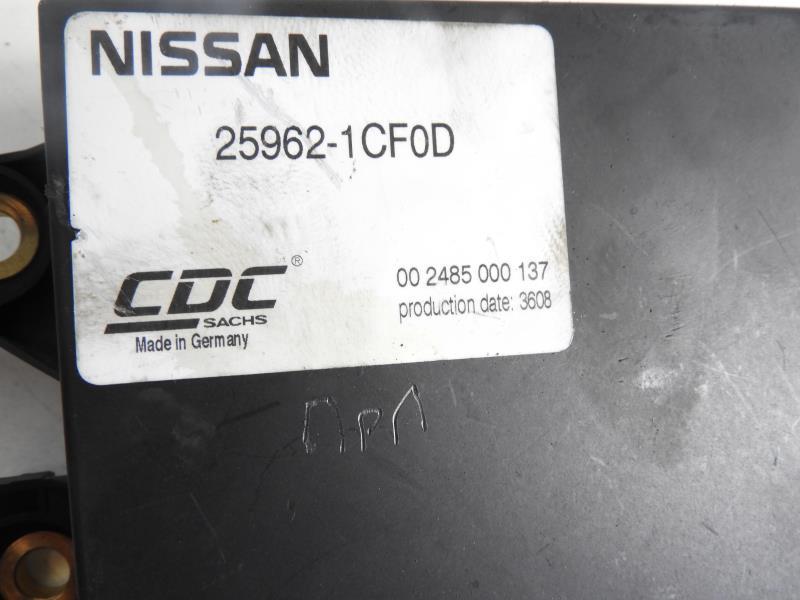 NISSAN
25962-1CF0D
CDC®
SACHS
Made in Germany
00 2485 000 137
production date: 3608
ПРЛ